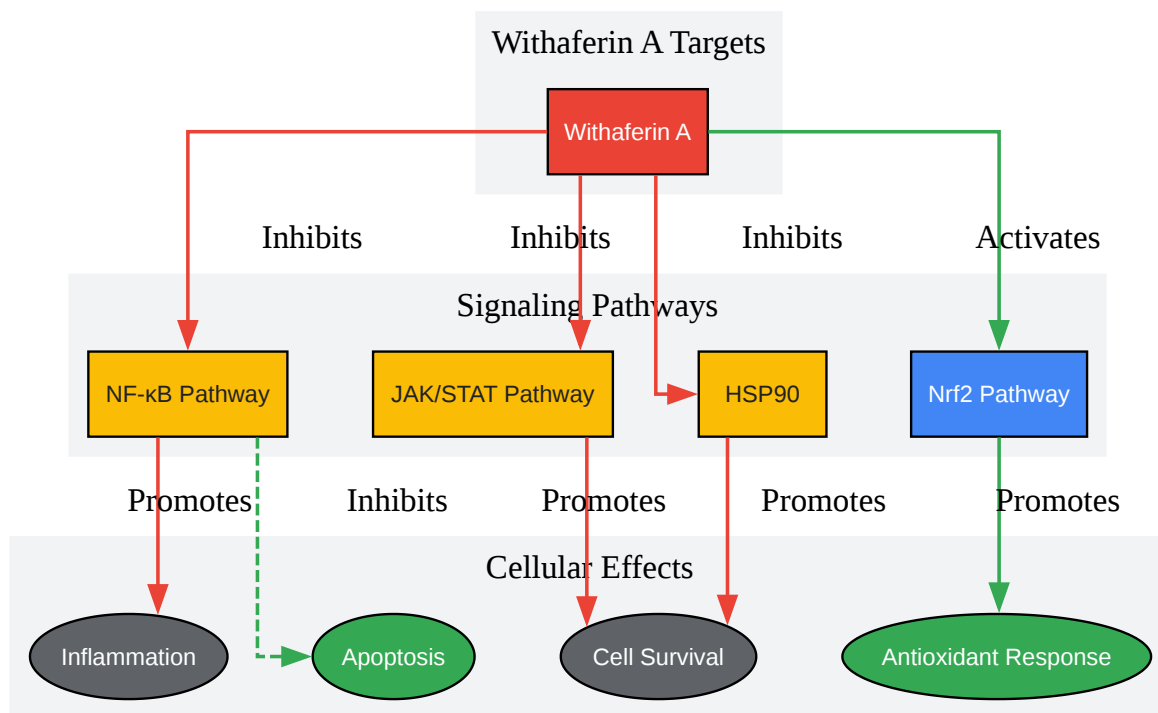 Withaferin A Targets
Withaferin A
Inhibits
Inhibits
Inhibits
Activates
Signaling Pathways
NF-κB Pathway
JAK/STAT Pathway
HSP90
Nrf2 Pathway
Promotes
Inhibits
Promotes
Promotes
Promotes
Cellular Effects
Inflammation
Apoptosis
Cell Survival
Antioxidant Response